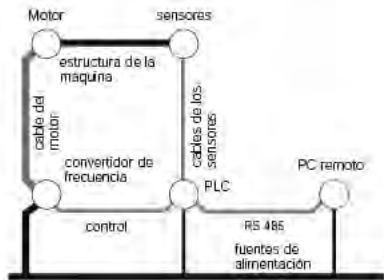 Motor
sensores
estructura de la
máquina
cable del
motor
cables de los
sensores
convertidor de
frecuencia
PLC
PC remoto
control
RS 485
fuentes de
alimentación